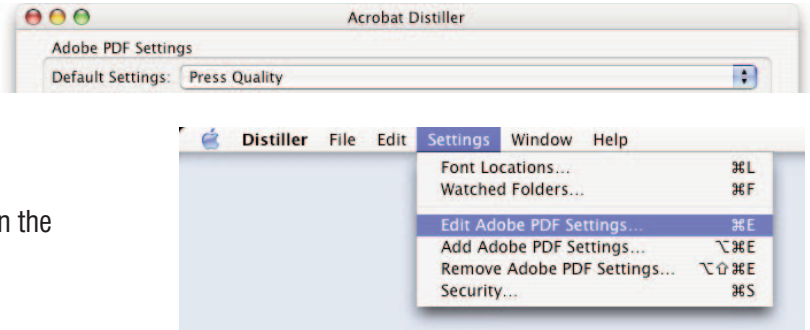 Acrobat Distiller
Adobe PDF Settings
Default Settings: Press Quality
Distiller File Edit Settings Window Help
Font Locations... ⌘L
Watched Folders... ⌘F
n the
Edit Adobe PDF Settings... ⌘E
Add Adobe PDF Settings... ⌥⌘E
Remove Adobe PDF Settings... ⌥⇧⌘E
Security... ⌘S